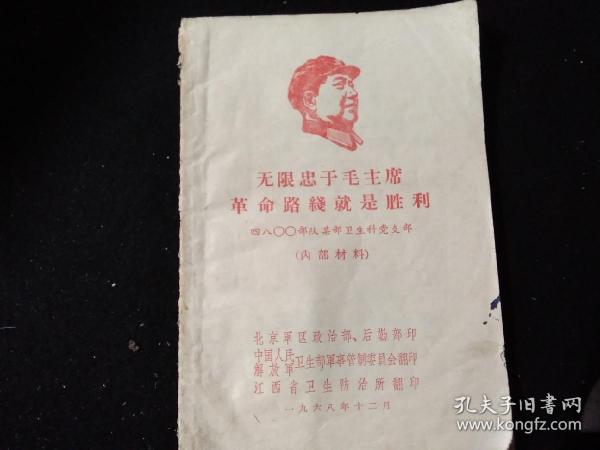 无限忠于毛主席
革命路綫就是胜利
四八〇〇部队某部卫生科党支部
(内部材料)
北京軍区政治部、后勤部印
中国人民
解放军卫生部軍事管制委員会翻印
江西省卫生防治所翻印
一九六八年十二月
孔夫子旧书网
www.kongfz.com